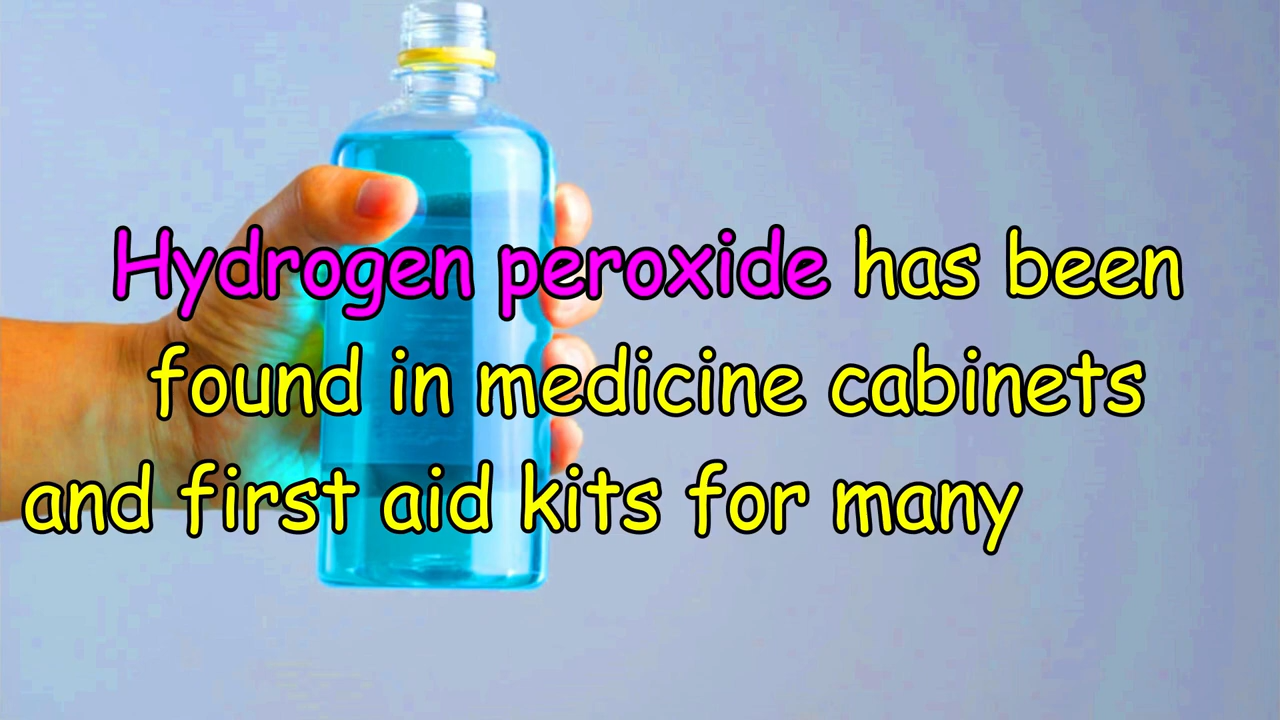 Hydrogen peroxide has been
found in medicine cabinets
and first aid kits for many